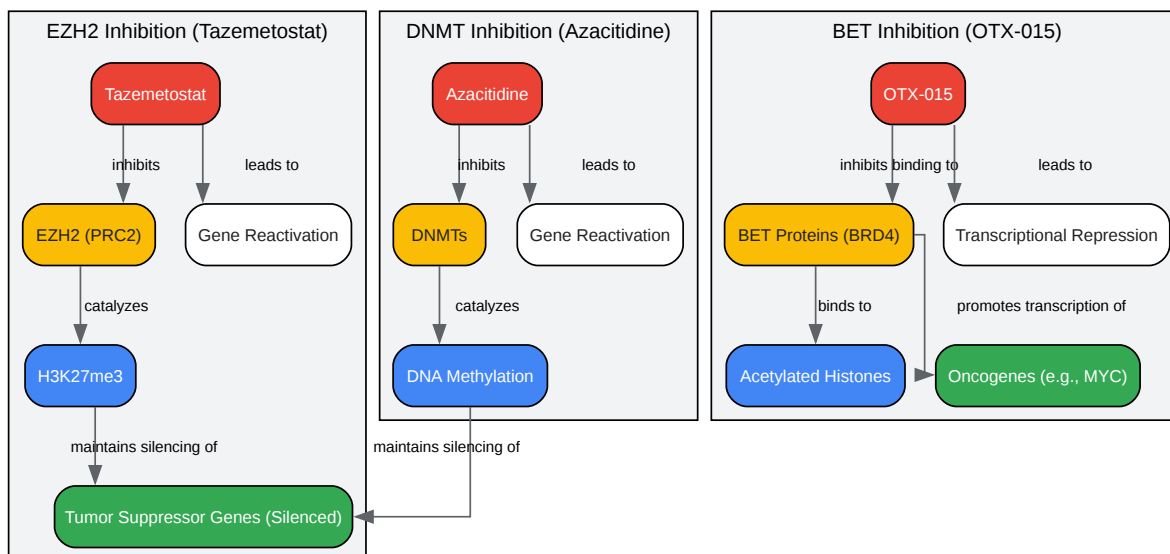 EZH2 Inhibition (Tazemetostat)
DNMT Inhibition (Azacitidine)
BET Inhibition (OTX-015)
Tazemetostat
Azacitidine
OTX-015
inhibits
leads to
inhibits
leads to
inhibits binding to
leads to
EZH2 (PRC2)
Gene Reactivation
DNMTs
Gene Reactivation
BET Proteins (BRD4)
Transcriptional Repression
catalyzes
catalyzes
binds to
promotes transcription of
H3K27me3
DNA Methylation
Acetylated Histones
Oncogenes (e.g., MYC)
maintains silencing of
maintains silencing of
Tumor Suppressor Genes (Silenced)